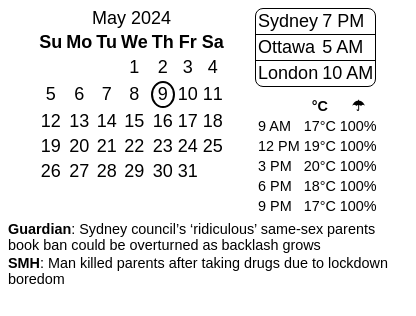 May 2024
Su Mo Tu We Th Fr Sa
1 2 3 4
5 6 7 8 9 10 11
12 13 14 15 16 17 18
19 20 21 22 23 24 25
26 27 28 29 30 31
Sydney 7 PM
Ottawa 5 AM
London 10 AM
°C ☂
9 AM 17°C 100%
12 PM 19°C 100%
3 PM 20°C 100%
6 PM 18°C 100%
9 PM 17°C 100%
Guardian: Sydney council’s ‘ridiculous’ same-sex parents
book ban could be overturned as backlash grows
SMH: Man killed parents after taking drugs due to lockdown
boredom